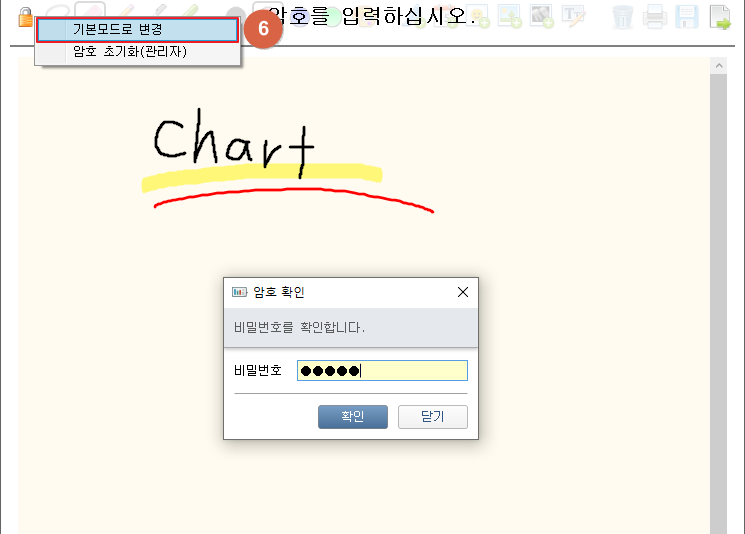 암호를 입력하십시오.
기본모드로 변경
6
암호 초기화(관리자)
Chart
암호 확인
비밀번호를 확인합니다.
비밀번호 ●●●●●
확인 닫기